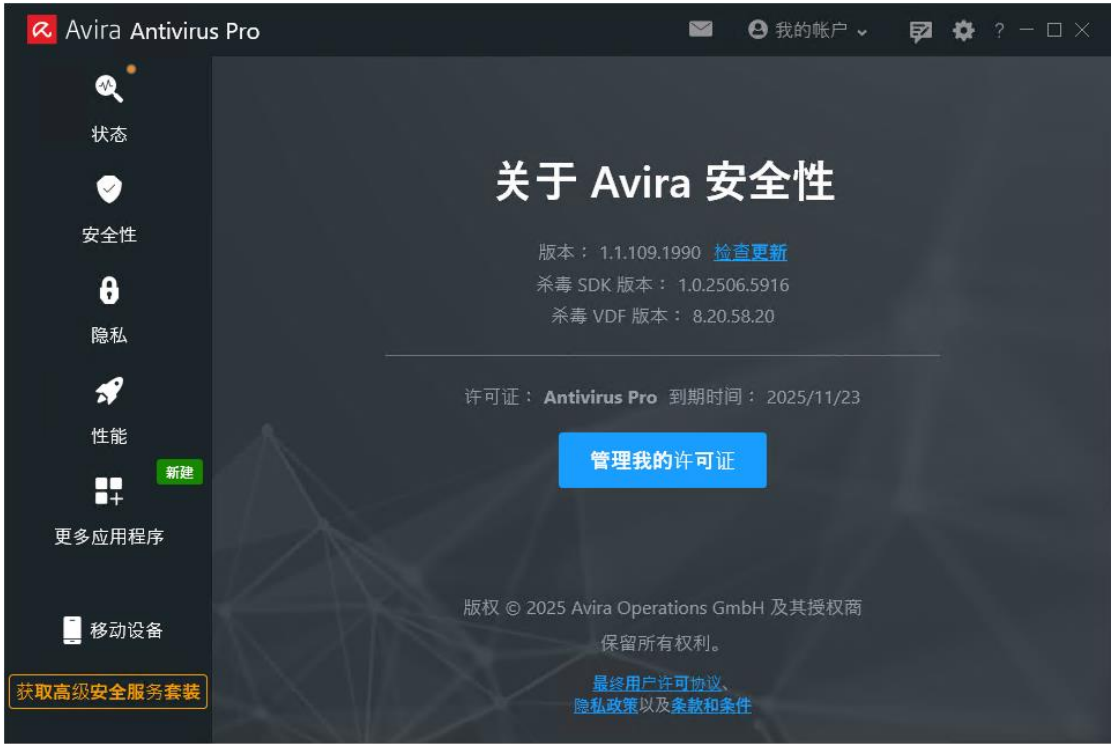 Avira Antivirus Pro
我的帐户
?
状态
安全性
隐私
性能
新建
更多应用程序
移动设备
获取高级安全服务套装
关于 Avira 安全性
版本： 1.1.109.1990 检查更新
杀毒 SDK 版本： 1.0.2506.5916
杀毒 VDF 版本： 8.20.58.20
许可证： Antivirus Pro 到期时间： 2025/11/23
管理我的许可证
版权 © 2025 Avira Operations GmbH 及其授权商
保留所有权利。
最终用户许可协议、
隐私政策以及条款和条件